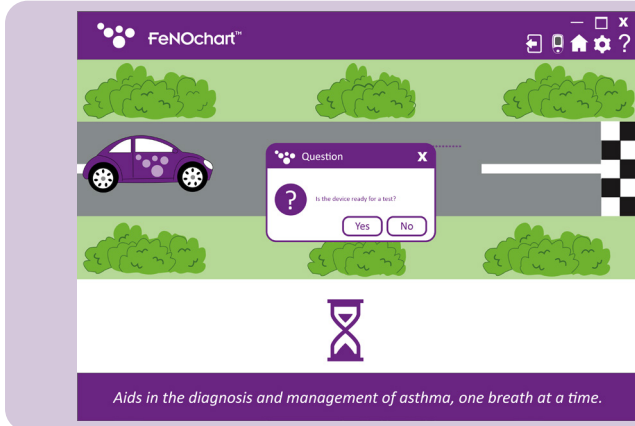 FeNOchart™
Question
X
Is the device ready for a test?
Yes
No
Aids in the diagnosis and management of asthma, one breath at a time.